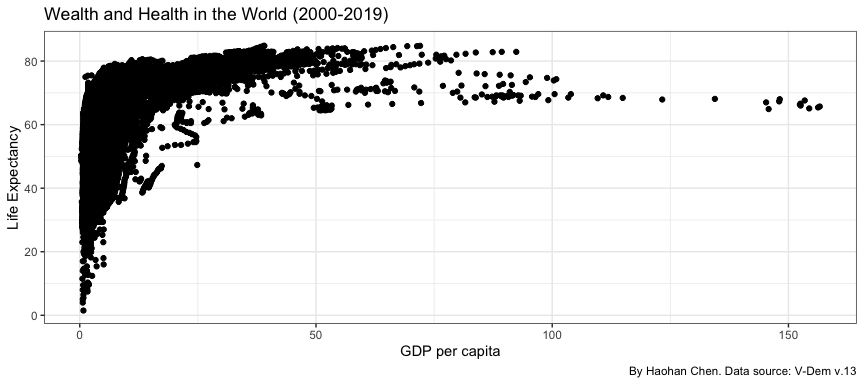 Wealth and Health in the World (2000-2019)
80
60
40
20
0
Life Expectancy
0 50 100 150
GDP per capita
By Haohan Chen. Data source: V-Dem v.13